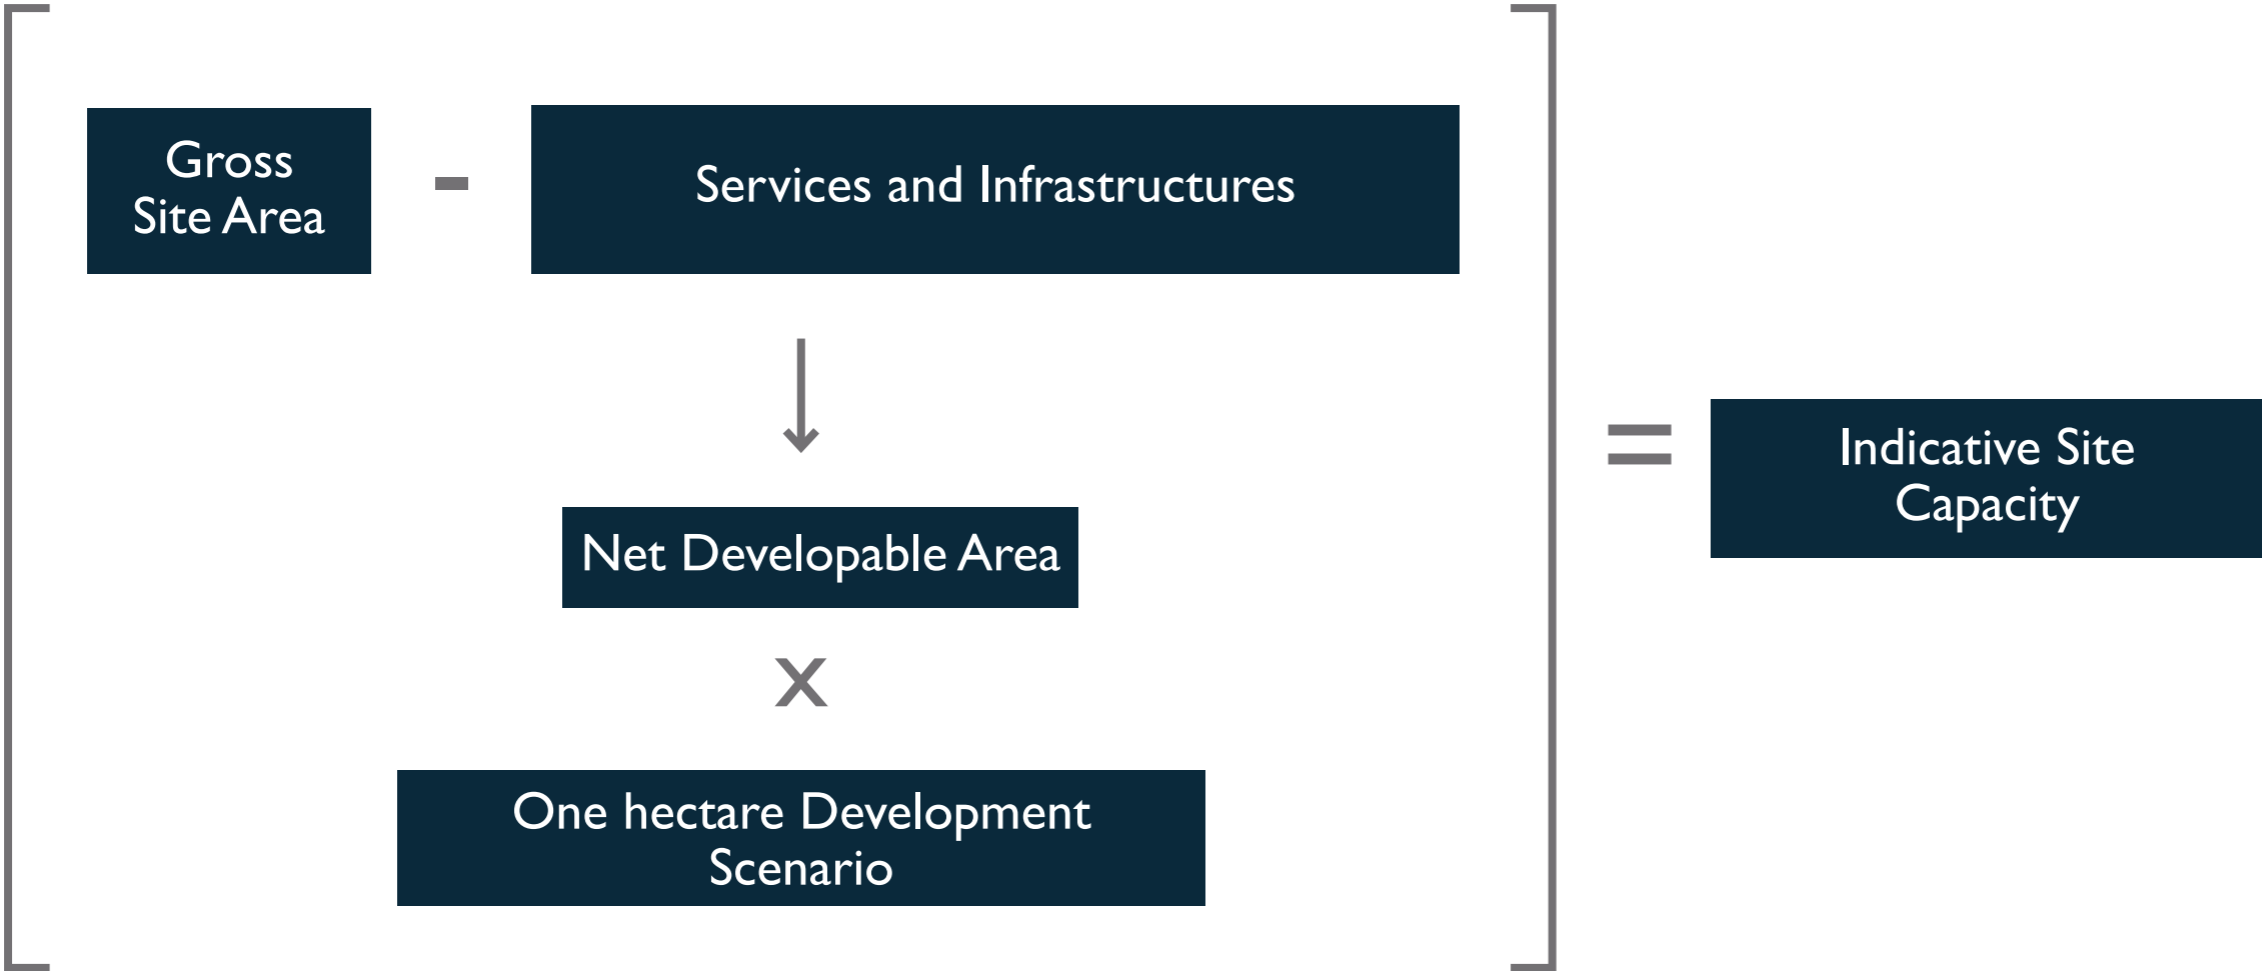 Gross
Site Area
-
Services and Infrastructures
Net Developable Area
x
One hectare Development
Scenario
=
Indicative Site
Capacity